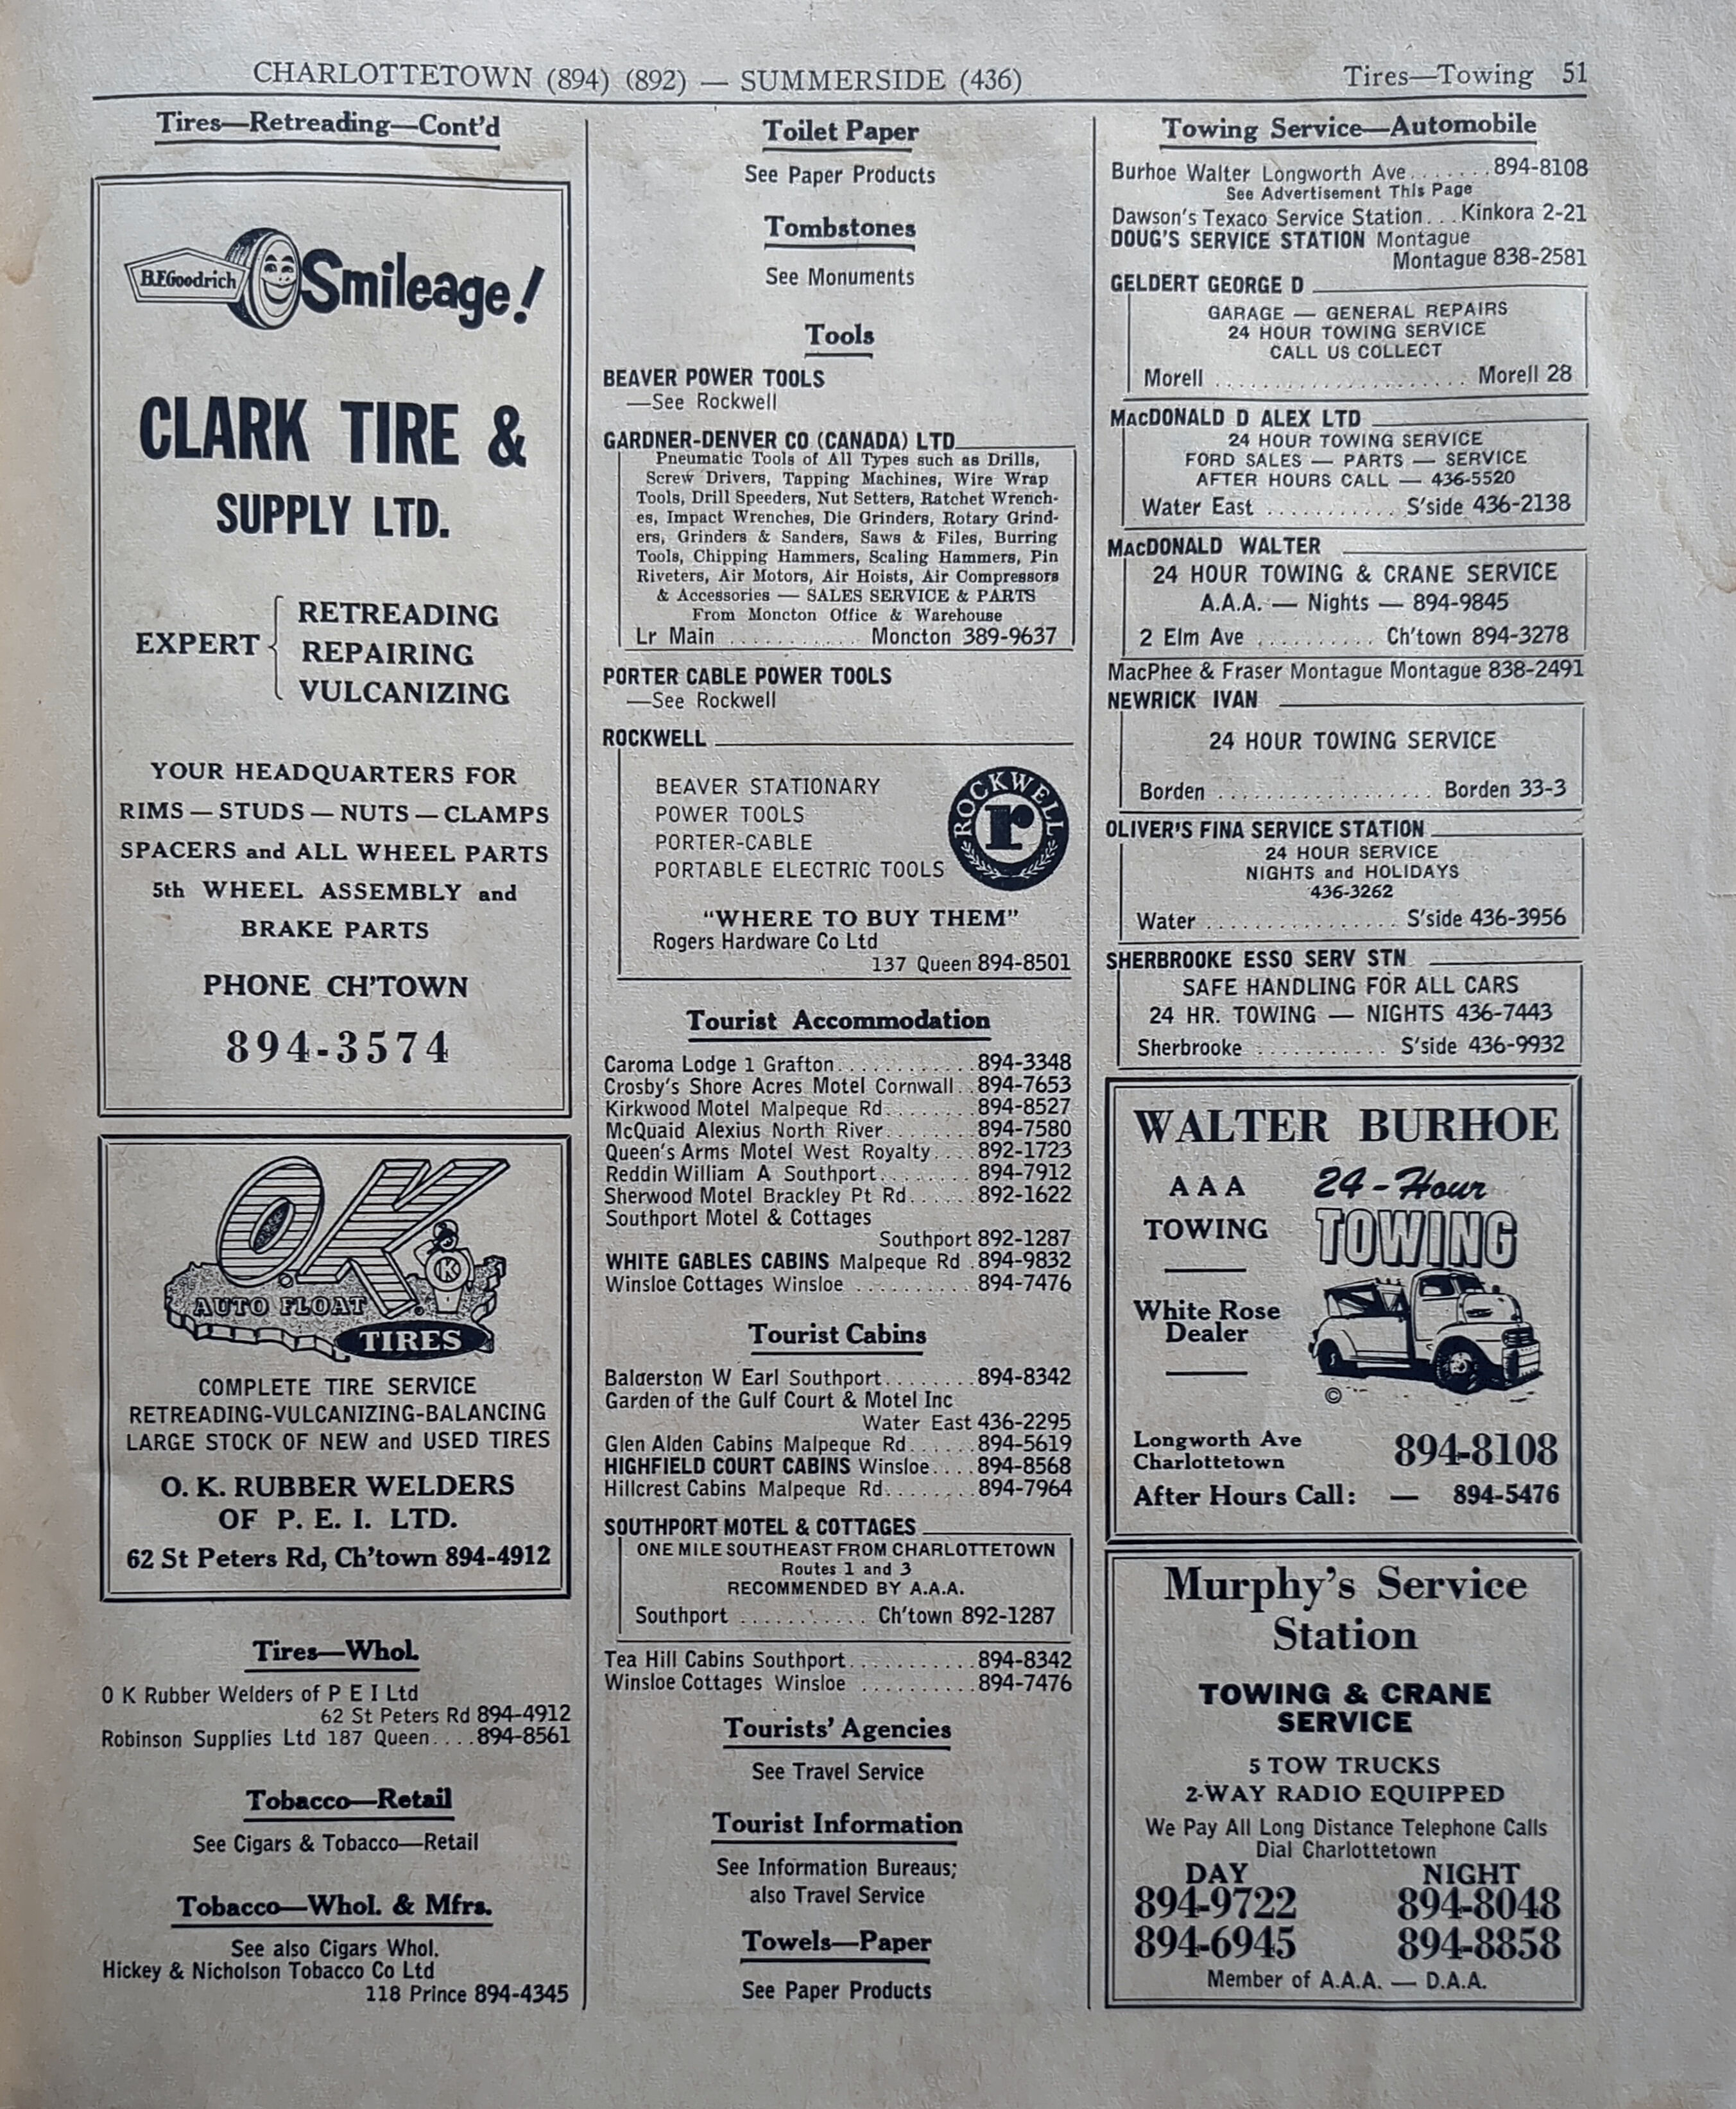 CHARLOTTETOWN (894) (892) — SUMMERSIDE (436)
Tires—Towing 51
Tires—Retreading—Cont'd
B.F.Goodrich
Smileage!
CLARK TIRE &
SUPPLY LTD.
EXPERT
RETREADING
REPAIRING
VULCANIZING
YOUR HEADQUARTERS FOR
RIMS — STUDS — NUTS — CLAMPS
SPACERS and ALL WHEEL PARTS
5th WHEEL ASSEMBLY and
BRAKE PARTS
PHONE CH'TOWN
894-3574
O.K.
K
AUTO FLOAT
TIRES
COMPLETE TIRE SERVICE
RETREADING-VULCANIZING-BALANCING
LARGE STOCK OF NEW and USED TIRES
O. K. RUBBER WELDERS
OF P. E. I. LTD.
62 St Peters Rd, Ch'town 894-4912
Tires—Whol.
O K Rubber Welders of P E I Ltd
62 St Peters Rd 894-4912
Robinson Supplies Ltd 187 Queen....894-8561
Tobacco—Retail
See Cigars & Tobacco—Retail
Tobacco—Whol. & Mfrs.
See also Cigars Whol.
Hickey & Nicholson Tobacco Co Ltd
118 Prince 894-4345
Toilet Paper
See Paper Products
Tombstones
See Monuments
Tools
BEAVER POWER TOOLS
—See Rockwell
GARDNER-DENVER CO (CANADA) LTD
Pneumatic Tools of All Types such as Drills,
Screw Drivers, Tapping Machines, Wire Wrap
Tools, Drill Speeders, Nut Setters, Ratchet Wrench-
es, Impact Wrenches, Die Grinders, Rotary Grind-
ers, Grinders & Sanders, Saws & Files, Burring
Tools, Chipping Hammers, Scaling Hammers, Pin
Riveters, Air Motors, Air Hoists, Air Compressors
& Accessories — SALES SERVICE & PARTS
From Moncton Office & Warehouse
Lr Main ........... Moncton 389-9637
PORTER CABLE POWER TOOLS
—See Rockwell
ROCKWELL
BEAVER STATIONARY
POWER TOOLS
PORTER-CABLE
PORTABLE ELECTRIC TOOLS
ROCKWELL
r
"WHERE TO BUY THEM"
Rogers Hardware Co Ltd
137 Queen 894-8501
Tourist Accommodation
Caroma Lodge 1 Grafton............894-3348
Crosby's Shore Acres Motel Cornwall..894-7653
Kirkwood Motel Malpeque Rd........894-8527
McQuaid Alexius North River........894-7580
Queen's Arms Motel West Royalty....892-1723
Reddin William A Southport.........894-7912
Sherwood Motel Brackley Pt Rd......892-1622
Southport Motel & Cottages
Southport 892-1287
WHITE GABLES CABINS Malpeque Rd .894-9832
Winsloe Cottages Winsloe ..........894-7476
Tourist Cabins
Balderston W Earl Southport........894-8342
Garden of the Gulf Court & Motel Inc
Water East 436-2295
Glen Alden Cabins Malpeque Rd......894-5619
HIGHFIELD COURT CABINS Winsloe....894-8568
Hillcrest Cabins Malpeque Rd........894-7964
SOUTHPORT MOTEL & COTTAGES
ONE MILE SOUTHEAST FROM CHARLOTTETOWN
Routes 1 and 3
RECOMMENDED BY A.A.A.
Southport ........... Ch'town 892-1287
Tea Hill Cabins Southport...........894-8342
Winsloe Cottages Winsloe ..........894-7476
Tourists' Agencies
See Travel Service
Tourist Information
See Information Bureaus;
also Travel Service
Towels—Paper
See Paper Products
Towing Service—Automobile
Burhoe Walter Longworth Ave.......894-8108
See Advertisement This Page
Dawson's Texaco Service Station...Kinkora 2-21
DOUG'S SERVICE STATION Montague
Montague 838-2581
GELDERT GEORGE D
GARAGE — GENERAL REPAIRS
24 HOUR TOWING SERVICE
CALL US COLLECT
Morell ..................... Morell 28
MACDONALD D ALEX LTD
24 HOUR TOWING SERVICE
FORD SALES — PARTS — SERVICE
AFTER HOURS CALL — 436-5520
Water East ........... S'side 436-2138
MACDONALD WALTER
24 HOUR TOWING & CRANE SERVICE
A.A.A. — Nights — 894-9845
2 Elm Ave .......... Ch'town 894-3278
MacPhee & Fraser Montague Montague 838-2491
NEWRICK IVAN
24 HOUR TOWING SERVICE
Borden .................. Borden 33-3
OLIVER'S FINA SERVICE STATION
24 HOUR SERVICE
NIGHTS and HOLIDAYS
436-3262
Water ................ S'side 436-3956
SHERBROOKE ESSO SERV STN
SAFE HANDLING FOR ALL CARS
24 HR. TOWING — NIGHTS 436-7443
Sherbrooke ........... S'side 436-9932
WALTER BURHOE
AAA
TOWING
White Rose
Dealer
24-Hour
TOWING
©
Longworth Ave
Charlottetown
894-8108
After Hours Call: — 894-5476
Murphy's Service
Station
TOWING & CRANE
SERVICE
5 TOW TRUCKS
2-WAY RADIO EQUIPPED
We Pay All Long Distance Telephone Calls
Dial Charlottetown
DAY NIGHT
894-9722 894-8048
894-6945 894-8858
Member of A.A.A. — D.A.A.